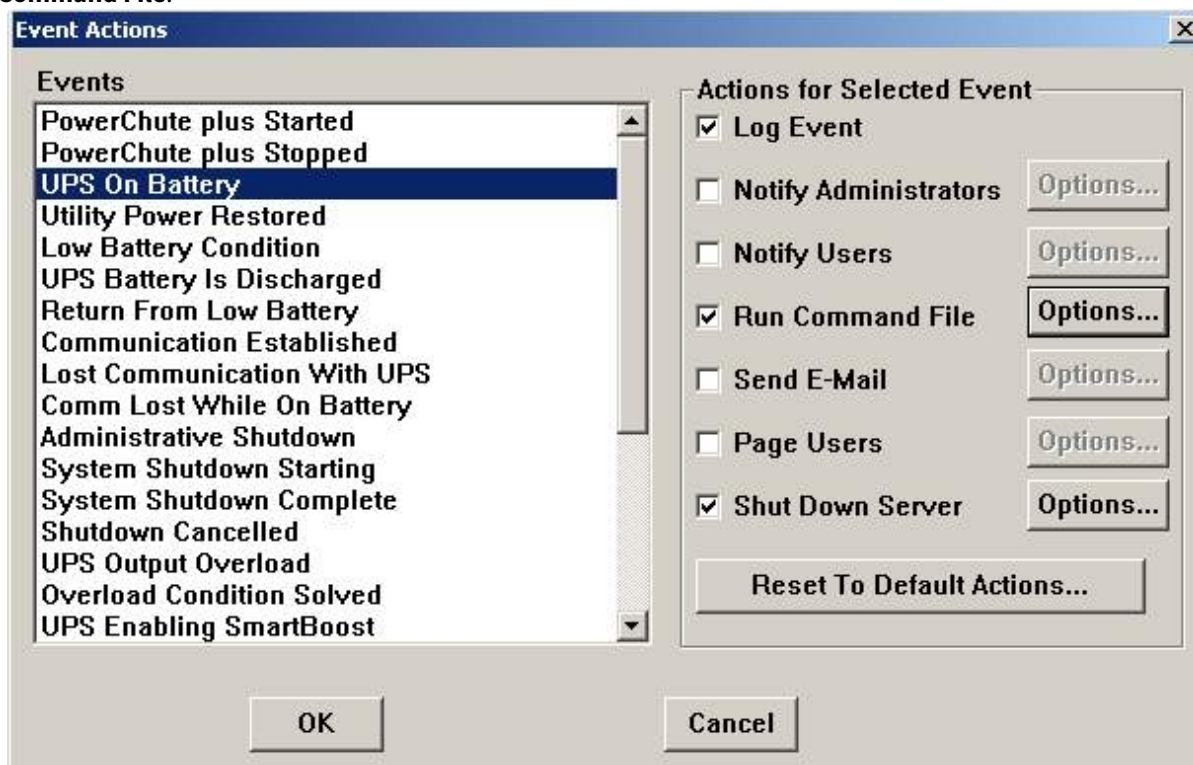 Command File.
Event Actions
Events
PowerChute plus Started
PowerChute plus Stopped
UPS On Battery
Utility Power Restored
Low Battery Condition
UPS Battery Is Discharged
Return From Low Battery
Communication Established
Lost Communication With UPS
Comm Lost While On Battery
Administrative Shutdown
System Shutdown Starting
System Shutdown Complete
Shutdown Cancelled
UPS Output Overload
Overload Condition Solved
UPS Enabling SmartBoost
Actions for Selected Event
Log Event
Notify Administrators Options...
Notify Users Options...
Run Command File Options...
Send E-Mail Options...
Page Users Options...
Shut Down Server Options...
Reset To Default Actions...
OK Cancel